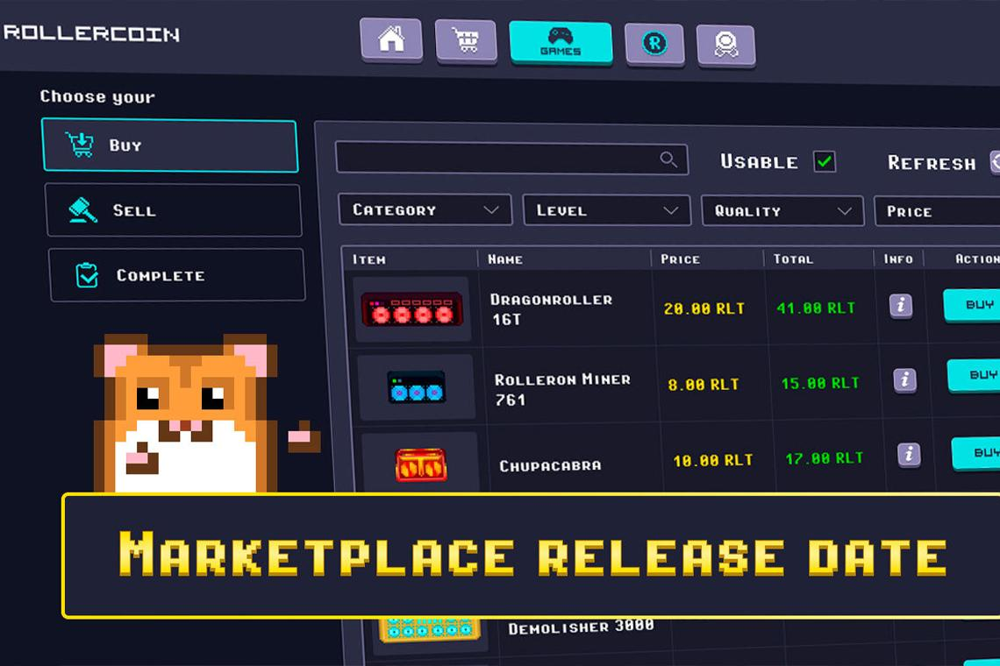 ROLLERCOIN
GAMES
Choose your
Buy
Sell
Complete
Usable
Refresh
Category
Level
Quality
Price
Item
Name
Price
Total
Info
Action
Dragonroller
16T
20.00 RLT
41.00 RLT
i
BUY
Rolleron Miner
761
8.00 RLT
15.00 RLT
i
BUY
Chupacabra
10.00 RLT
17.00 RLT
i
BUY
Marketplace release date
Demolisher 3000